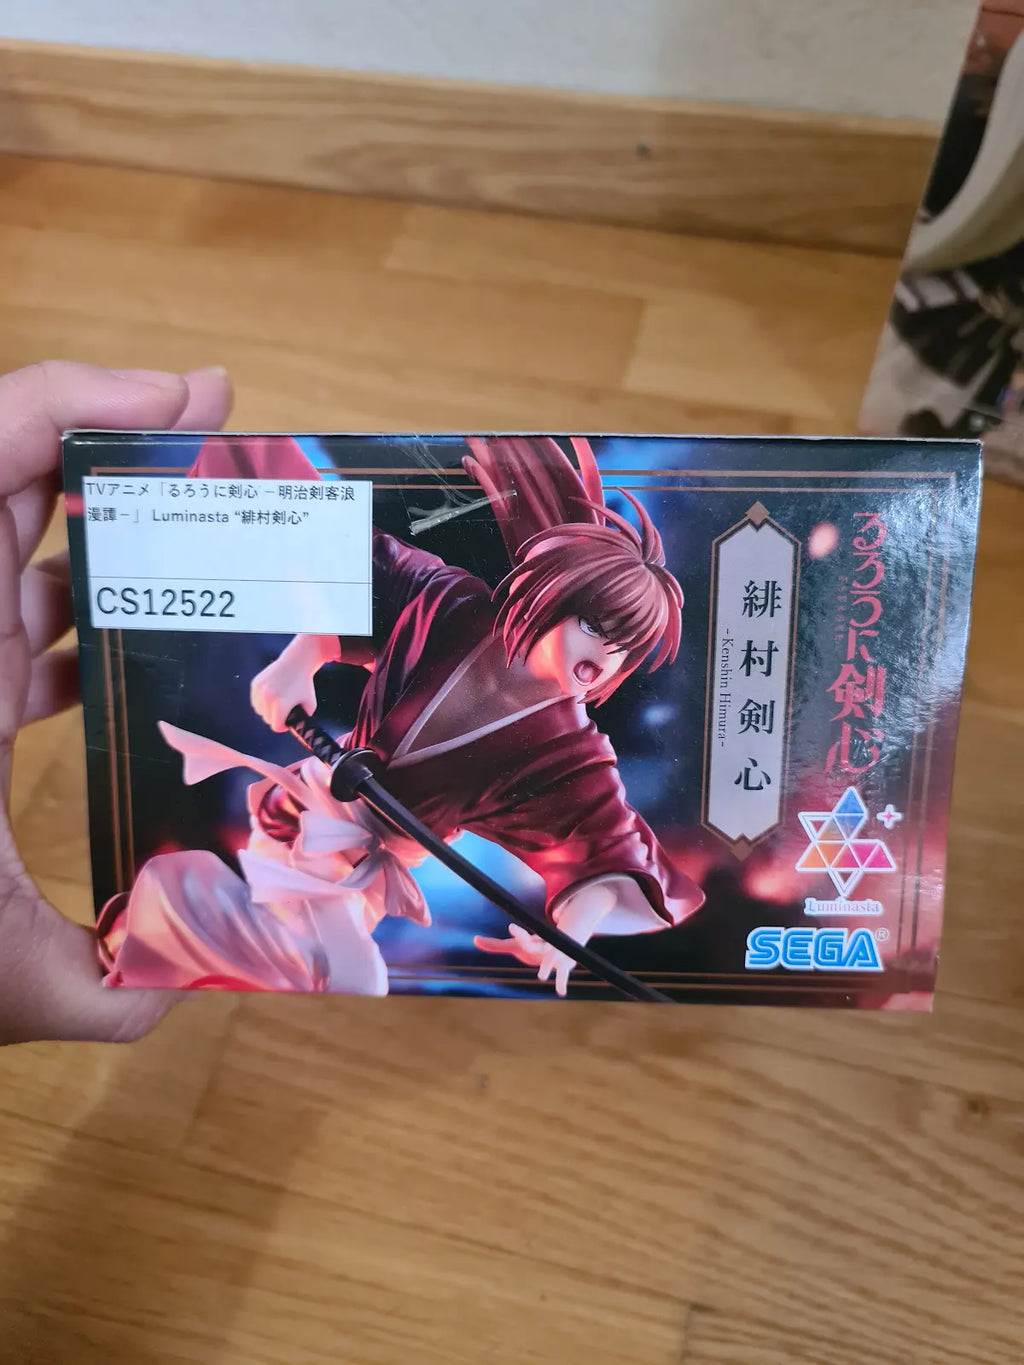 TVアニメ「るろうに剣心－明治剣客浪
漫譚－」 Luminasta “緋村剣心”
CS12522
緋村剣心
-Kenshin Himura-
るろうに剣心
Luminasta
SEGA®